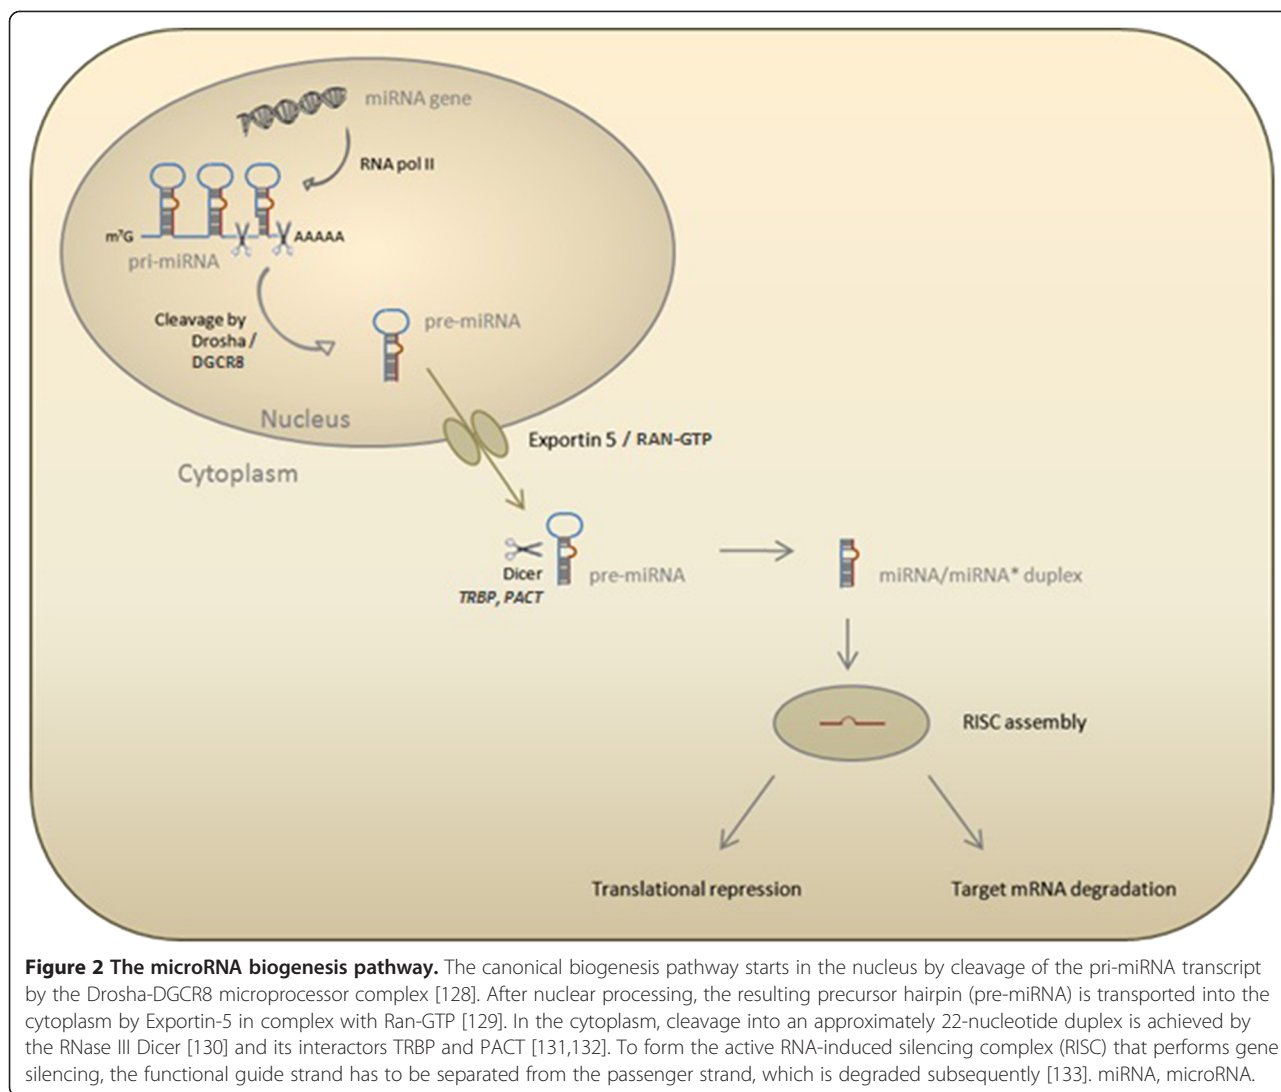 miRNA gene
RNA pol II
m⁷G
AAAAA
pri-miRNA
Cleavage by
Drosha /
DGCR8
pre-miRNA
Nucleus
Exportin 5 / RAN-GTP
Cytoplasm
Dicer
TRBP, PACT
pre-miRNA
miRNA/miRNA* duplex
RISC assembly
Translational repression
Target mRNA degradation
Figure 2 The microRNA biogenesis pathway. The canonical biogenesis pathway starts in the nucleus by cleavage of the pri-miRNA transcript
by the Drosha-DGCR8 microprocessor complex [128]. After nuclear processing, the resulting precursor hairpin (pre-miRNA) is transported into the
cytoplasm by Exportin-5 in complex with Ran-GTP [129]. In the cytoplasm, cleavage into an approximately 22-nucleotide duplex is achieved by
the RNase III Dicer [130] and its interactors TRBP and PACT [131,132]. To form the active RNA-induced silencing complex (RISC) that performs gene
silencing, the functional guide strand has to be separated from the passenger strand, which is degraded subsequently [133]. miRNA, microRNA.